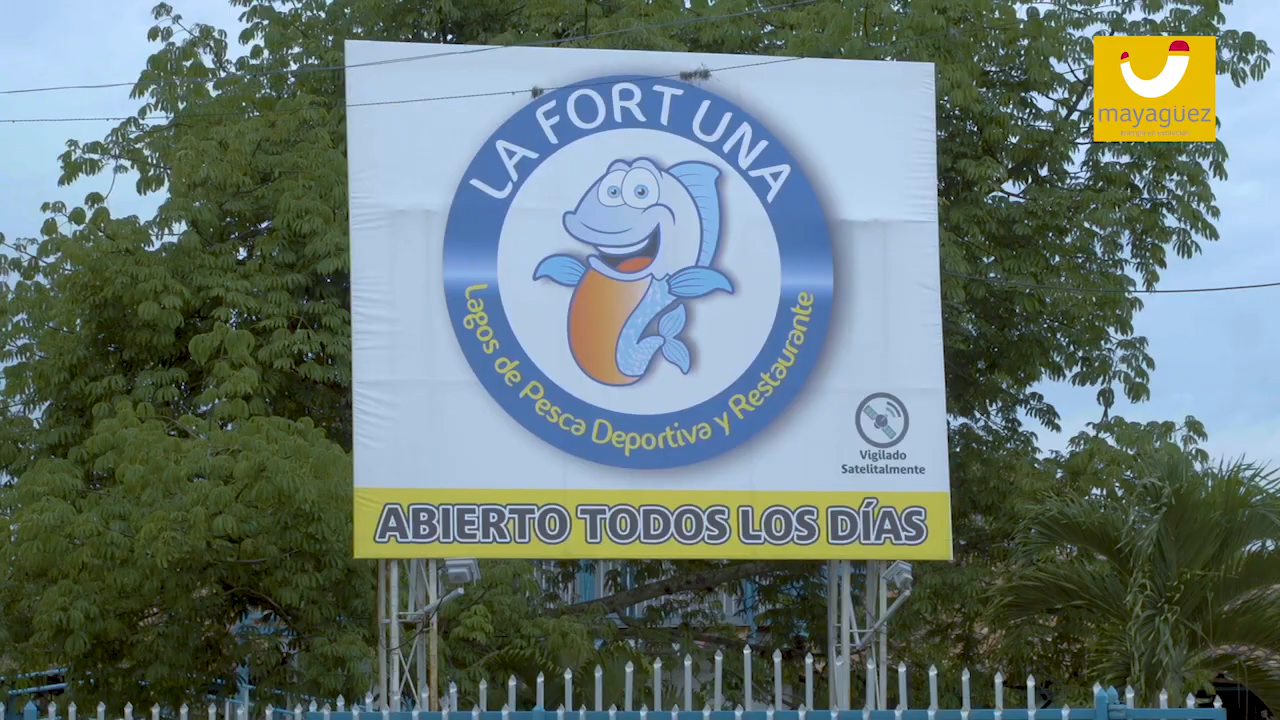 mayagüez
LA FORTUNA
Lagos de Pesca Deportiva y Restaurante
Vigilado
Satelitalmente
ABIERTO TODOS LOS DÍAS